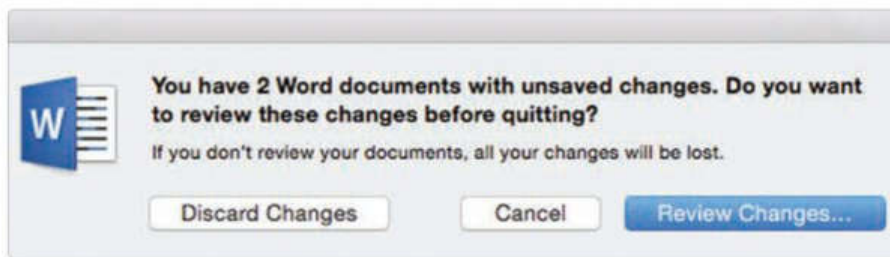 W
You have 2 Word documents with unsaved changes. Do you want
to review these changes before quitting?
If you don't review your documents, all your changes will be lost.
Discard Changes Cancel Review Changes...